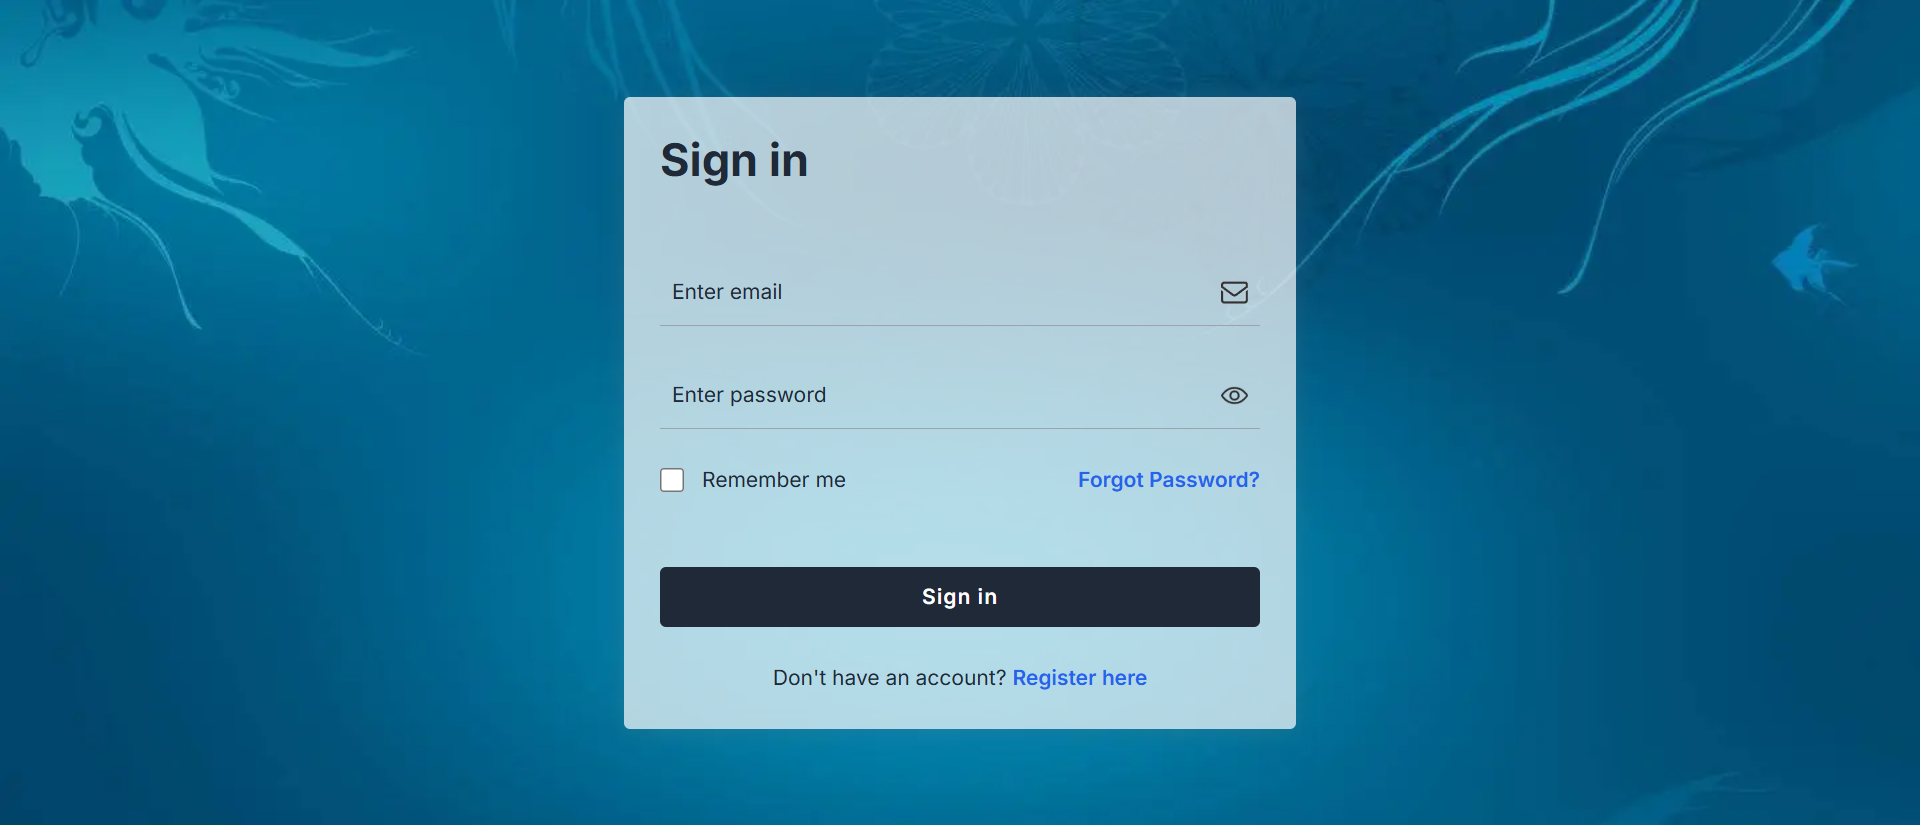 Sign in
Enter email
Enter password
Remember me
Forgot Password?
Sign in
Don't have an account? Register here